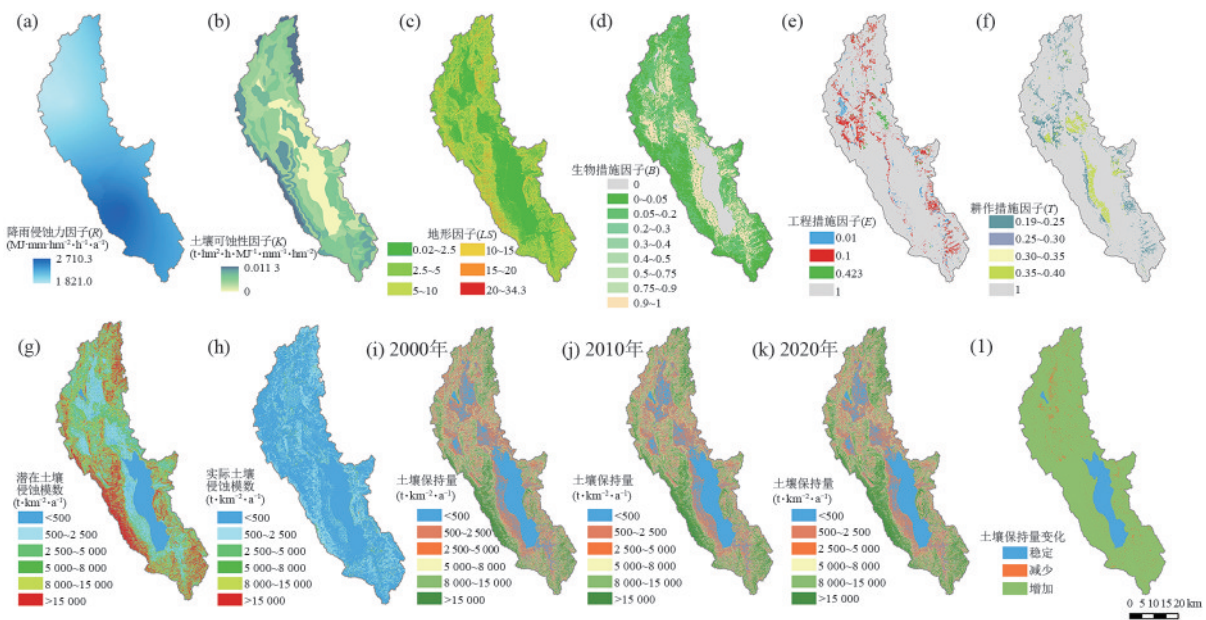 (a)
降雨侵蚀力因子(R)
(MJ·mm·hm⁻²·h⁻¹·a⁻¹)
2 710.3
1 821.0
(b)
土壤可蚀性因子(K)
(t·hm²·h·MJ⁻¹·mm⁻¹·hm⁻²)
0.011 3
0
(c)
地形因子(LS)
0.02~2.5
2.5~5
5~10
10~15
15~20
20~34.3
(d)
生物措施因子(B)
0
0~0.05
0.05~0.2
0.2~0.3
0.3~0.4
0.4~0.5
0.5~0.75
0.75~0.9
0.9~1
(e)
工程措施因子(E)
0.01
0.1
0.423
1
(f)
耕作措施因子(T)
0.19~0.25
0.25~0.30
0.30~0.35
0.35~0.40
1
(g)
潜在土壤
侵蚀模数
(t·km⁻²·a⁻¹)
<500
500~2 500
2 500~5 000
5 000~8 000
8 000~15 000
>15 000
(h)
实际土壤
侵蚀模数
(t·km⁻²·a⁻¹)
<500
500~2 500
2 500~5 000
5 000~8 000
8 000~15 000
>15 000
(i) 2000年
土壤保持量
(t·km⁻²·a⁻¹)
<500
500~2 500
2 500~5 000
5 000~8 000
8 000~15 000
>15 000
(j) 2010年
土壤保持量
(t·km⁻²·a⁻¹)
<500
500~2 500
2 500~5 000
5 000~8 000
8 000~15 000
>15 000
(k) 2020年
土壤保持量
(t·km⁻²·a⁻¹)
<500
500~2 500
2 500~5 000
5 000~8 000
8 000~15 000
>15 000
(l)
土壤保持量变化
稳定
减少
增加
0 5 10 15 20 km